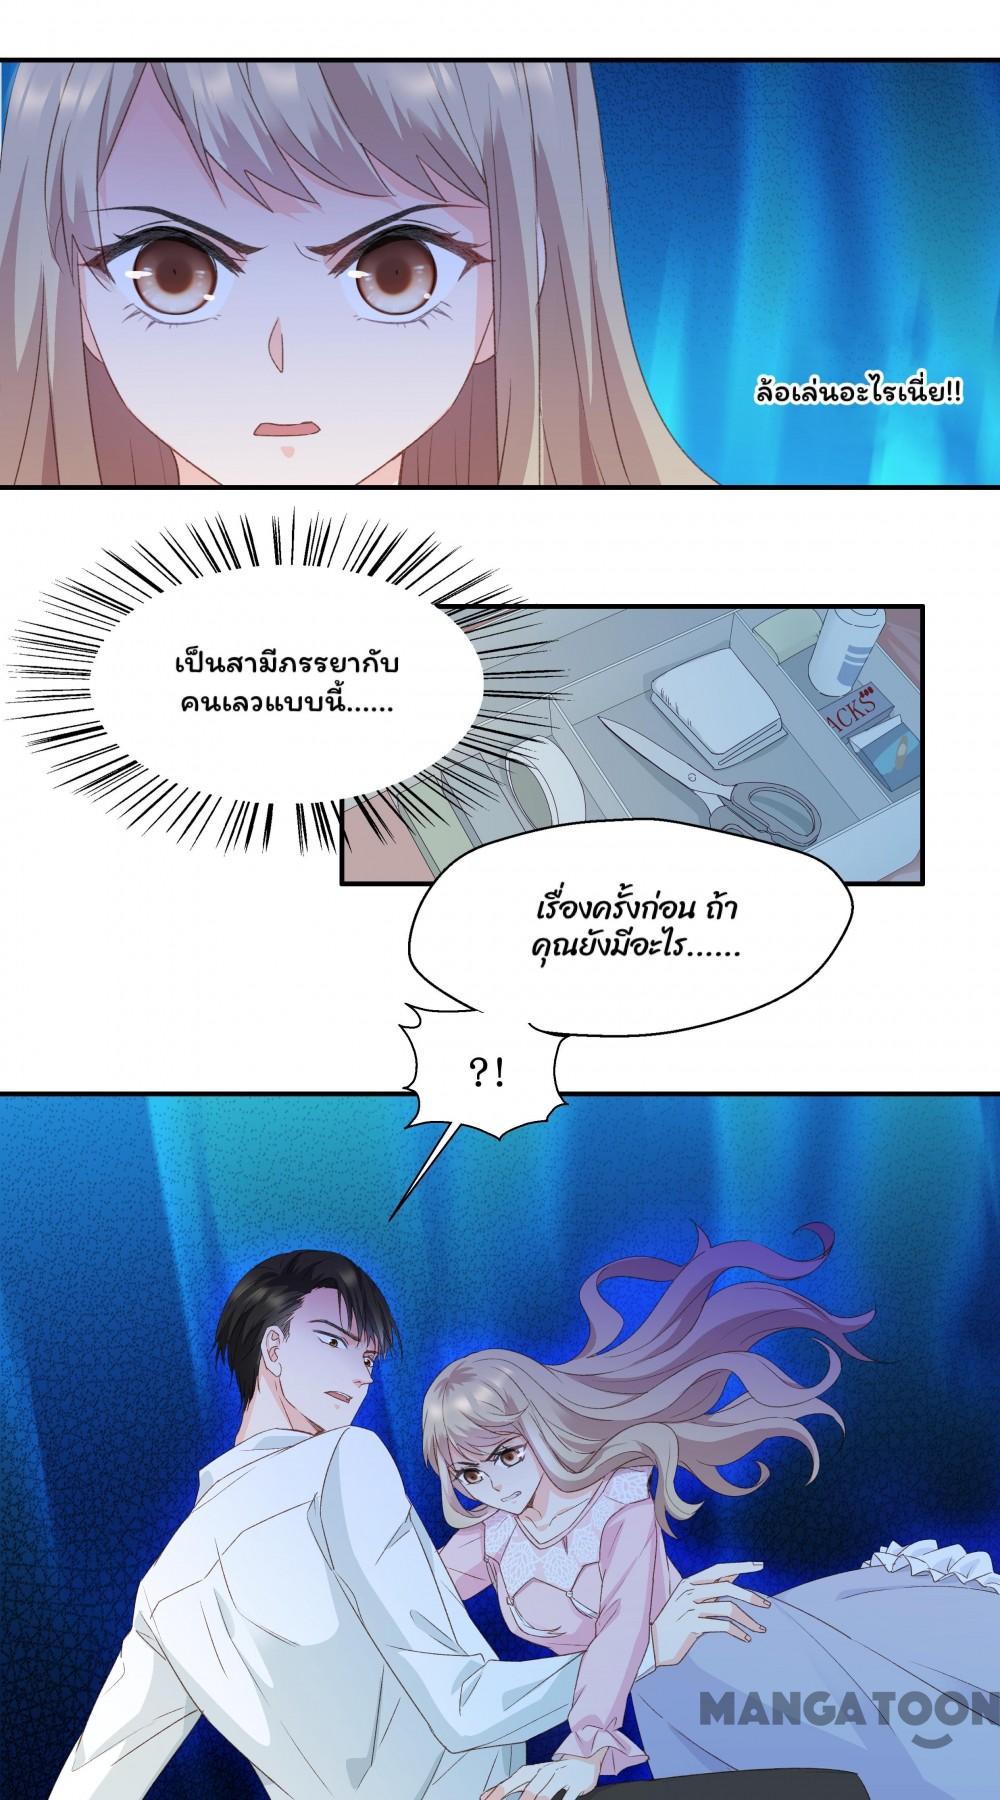 ล้อเล่นอะไรเนี่ย!!
เป็นสามีภรรยากับ
คนเลวแบบนี้......
ACKS
เรื่องครั้งก่อน ถ้า
คุณยังมีอะไร......
?!
MANGATOON